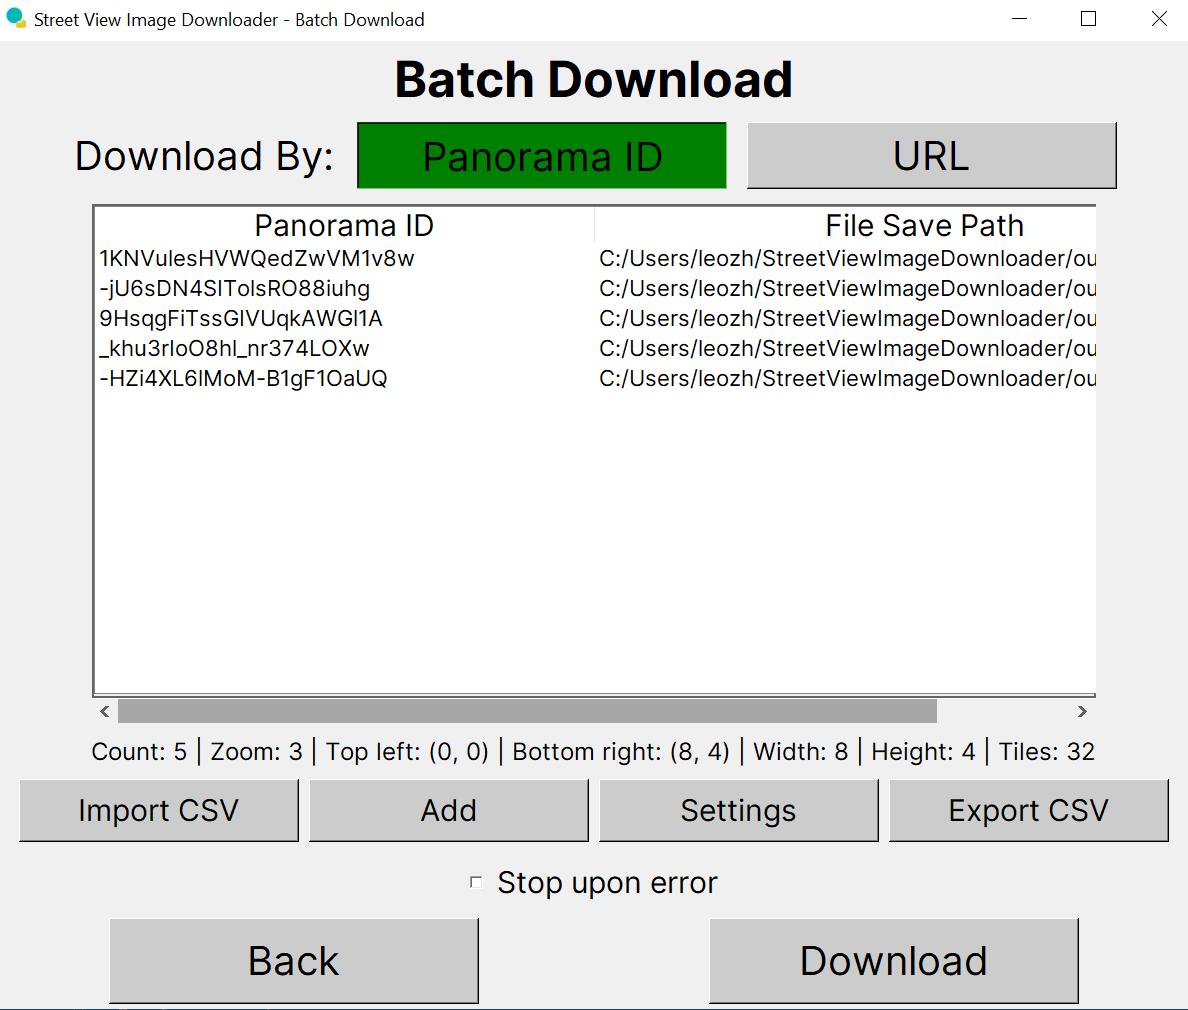 Street View Image Downloader - Batch Download
Batch Download
Download By: Panorama ID URL
Panorama ID File Save Path
1KNVulesHVWQedZwVM1v8w C:/Users/leozh/StreetViewImageDownloader/ou
-jU6sDN4SITolsRO88iuhg C:/Users/leozh/StreetViewImageDownloader/ou
9HsqgFiTssGlVUqkAWGl1A C:/Users/leozh/StreetViewImageDownloader/ou
_khu3rloO8hl_nr374LOXw C:/Users/leozh/StreetViewImageDownloader/ou
-HZi4XL6lMoM-B1gF1OaUQ C:/Users/leozh/StreetViewImageDownloader/ou
Count: 5 | Zoom: 3 | Top left: (0, 0) | Bottom right: (8, 4) | Width: 8 | Height: 4 | Tiles: 32
Import CSV Add Settings Export CSV
Stop upon error
Back Download